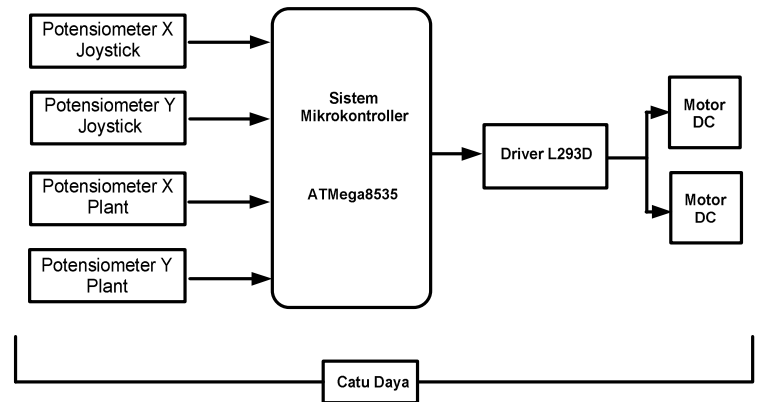 Potensiometer X
Joystick
Potensiometer Y
Joystick
Potensiometer X
Plant
Potensiometer Y
Plant
Sistem
Mikrokontroller
ATMega8535
Driver L293D
Motor
DC
Motor
DC
Catu Daya